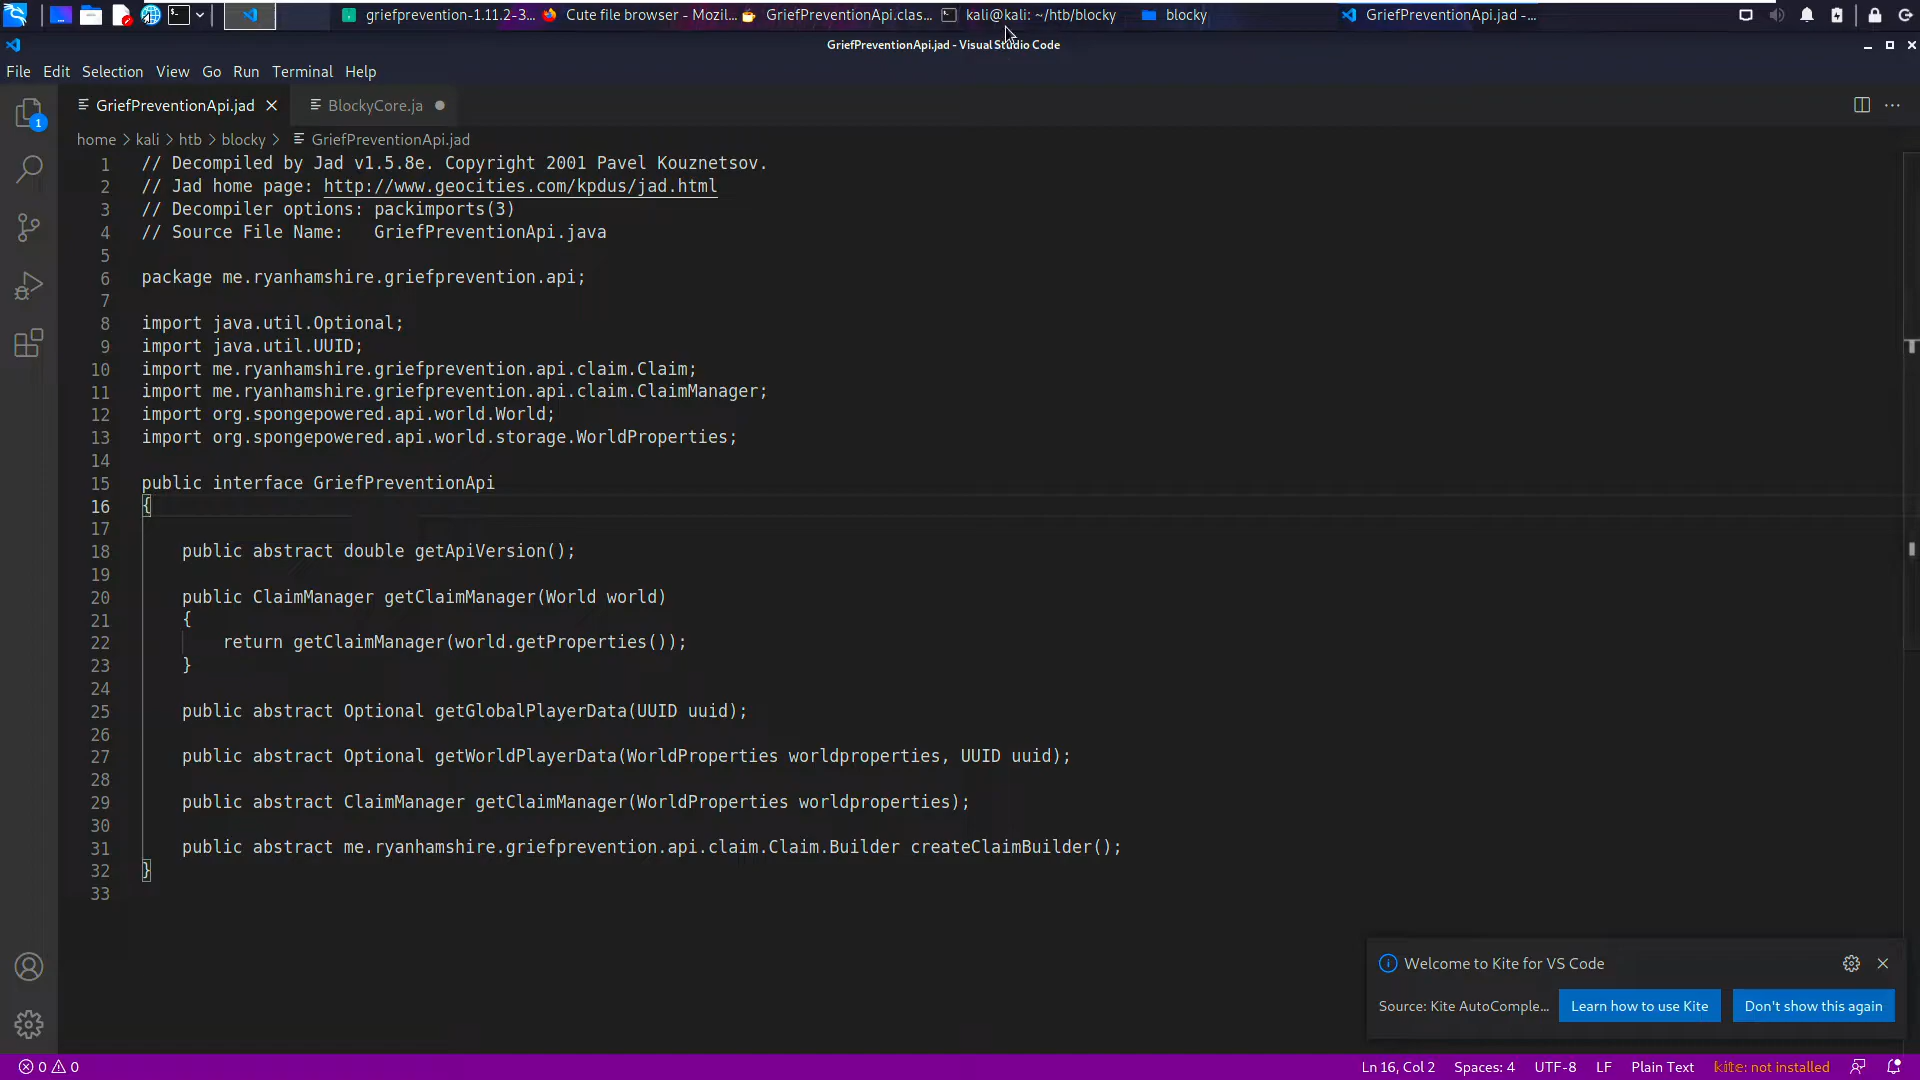 griefprevention-1.11.2-3... Cute file browser - Mozil... GriefPreventionApi.clas... kali@kali: ~/htb/blocky blocky GriefPreventionApi.jad -...
GriefPreventionApi.jad - Visual Studio Code
File Edit Selection View Go Run Terminal Help
GriefPreventionApi.jad BlockyCore.ja
1
home > kali > htb > blocky > GriefPreventionApi.jad
1 // Decompiled by Jad v1.5.8e. Copyright 2001 Pavel Kouznetsov.
2 // Jad home page: http://www.geocities.com/kpdus/jad.html
3 // Decompiler options: packimports(3)
4 // Source File Name:   GriefPreventionApi.java
5
6 package me.ryanhamshire.griefprevention.api;
7
8 import java.util.Optional;
9 import java.util.UUID;
10 import me.ryanhamshire.griefprevention.api.claim.Claim;
11 import me.ryanhamshire.griefprevention.api.claim.ClaimManager;
12 import org.spongepowered.api.world.World;
13 import org.spongepowered.api.world.storage.WorldProperties;
14
15 public interface GriefPreventionApi
16 {
17
18     public abstract double getApiVersion();
19
20     public ClaimManager getClaimManager(World world)
21     {
22         return getClaimManager(world.getProperties());
23     }
24
25     public abstract Optional getGlobalPlayerData(UUID uuid);
26
27     public abstract Optional getWorldPlayerData(WorldProperties worldproperties, UUID uuid);
28
29     public abstract ClaimManager getClaimManager(WorldProperties worldproperties);
30
31     public abstract me.ryanhamshire.griefprevention.api.claim.Claim.Builder createClaimBuilder();
32 }
33
Welcome to Kite for VS Code
Source: Kite AutoComple... Learn how to use Kite Don't show this again
0 0 Ln 16, Col 2 Spaces: 4 UTF-8 LF Plain Text kite: not installed